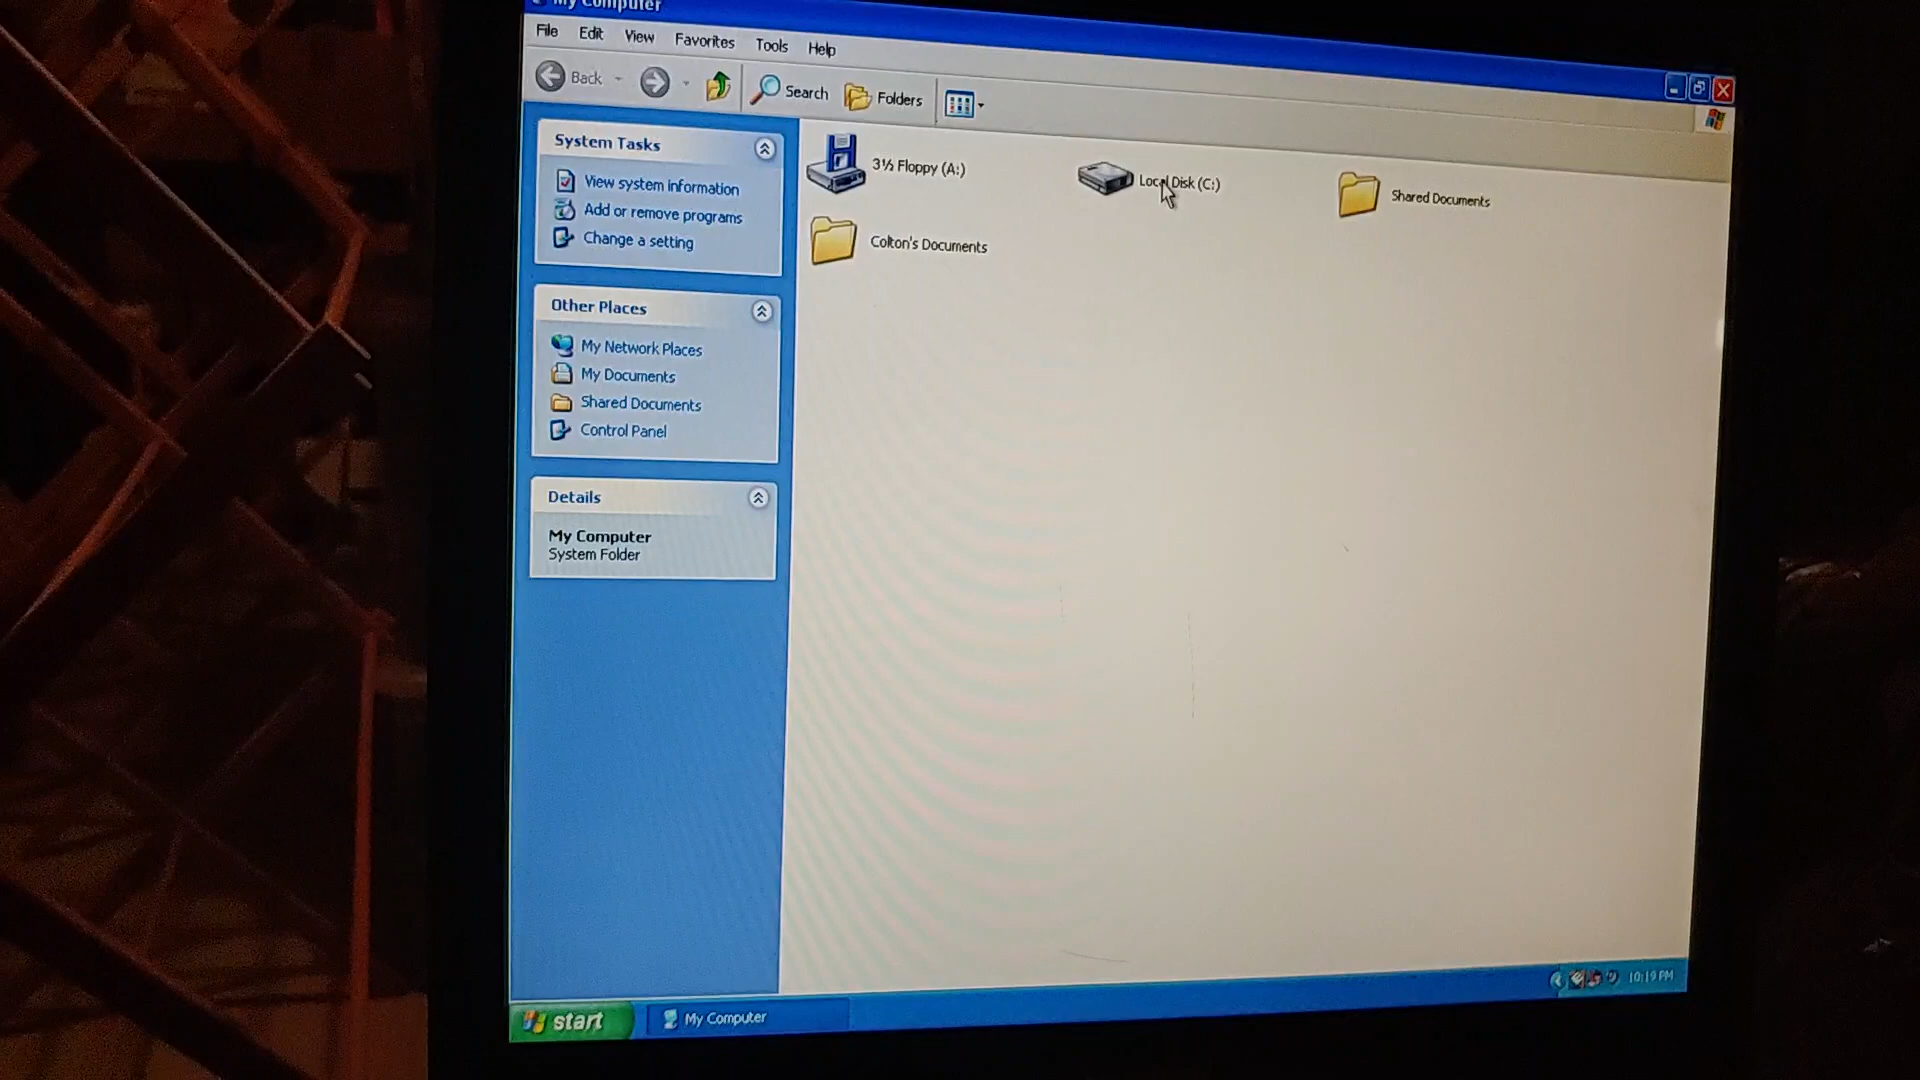 My Computer
File Edit View Favorites Tools Help
Back Search Folders
System Tasks
View system information
Add or remove programs
Change a setting
Other Places
My Network Places
My Documents
Shared Documents
Control Panel
Details
My Computer
System Folder
3½ Floppy (A:)
Local Disk (C:)
Shared Documents
Colton's Documents
start My Computer 10:19 PM